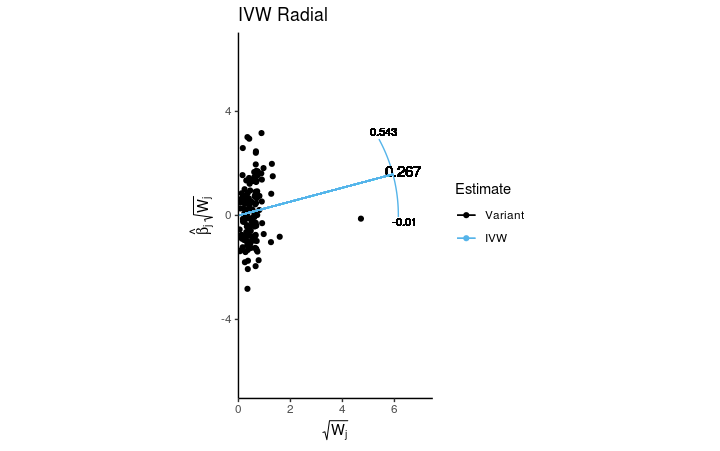 IVW Radial
4
0
-4
β̂ⱼ√Wⱼ
0.543
0.267
-0.01
0 2 4 6
√Wⱼ
Estimate
Variant
IVW